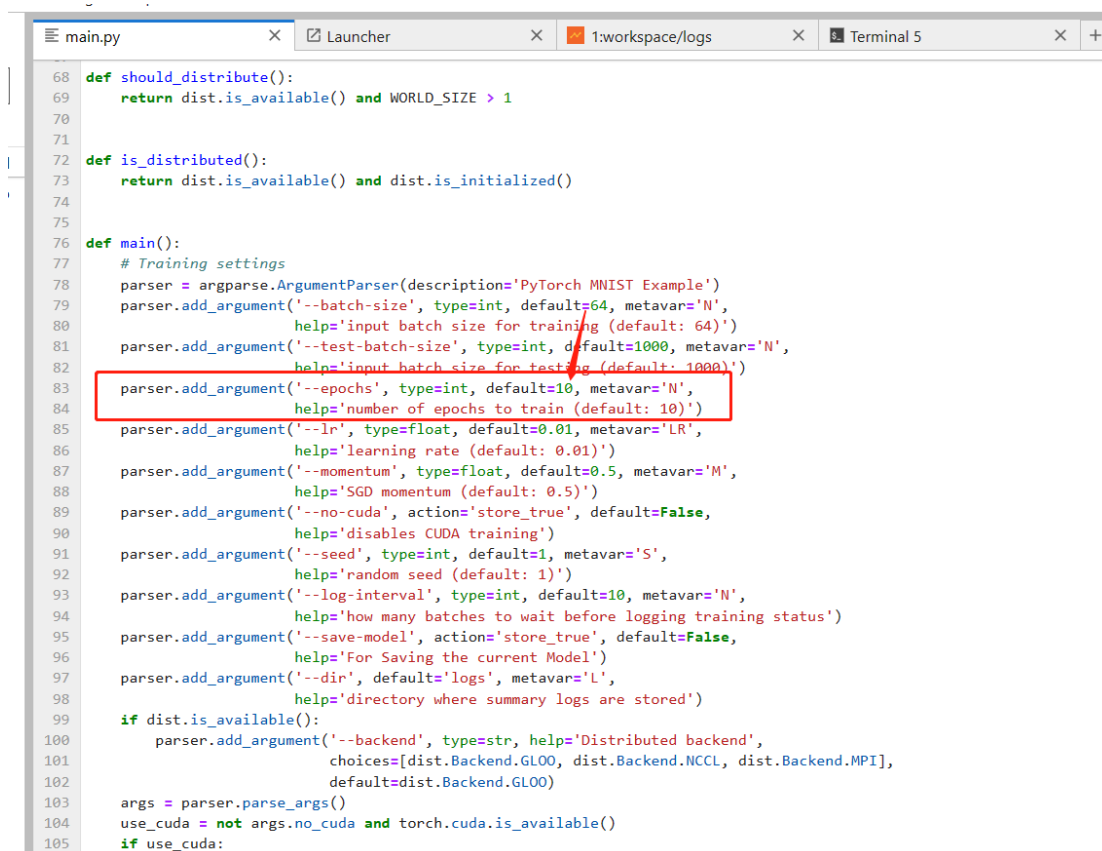 main.py
Launcher
1:workspace/logs
Terminal 5
68 def should_distribute():
69     return dist.is_available() and WORLD_SIZE > 1
70
71
72 def is_distributed():
73     return dist.is_available() and dist.is_initialized()
74
75
76 def main():
77     # Training settings
78     parser = argparse.ArgumentParser(description='PyTorch MNIST Example')
79     parser.add_argument('--batch-size', type=int, default=64, metavar='N',
80                         help='input batch size for training (default: 64)')
81     parser.add_argument('--test-batch-size', type=int, default=1000, metavar='N',
82                         help='input batch size for testing (default: 1000)')
83     parser.add_argument('--epochs', type=int, default=10, metavar='N',
84                         help='number of epochs to train (default: 10)')
85     parser.add_argument('--lr', type=float, default=0.01, metavar='LR',
86                         help='learning rate (default: 0.01)')
87     parser.add_argument('--momentum', type=float, default=0.5, metavar='M',
88                         help='SGD momentum (default: 0.5)')
89     parser.add_argument('--no-cuda', action='store_true', default=False,
90                         help='disables CUDA training')
91     parser.add_argument('--seed', type=int, default=1, metavar='S',
92                         help='random seed (default: 1)')
93     parser.add_argument('--log-interval', type=int, default=10, metavar='N',
94                         help='how many batches to wait before logging training status')
95     parser.add_argument('--save-model', action='store_true', default=False,
96                         help='For Saving the current Model')
97     parser.add_argument('--dir', default='logs', metavar='L',
98                         help='directory where summary logs are stored')
99     if dist.is_available():
100         parser.add_argument('--backend', type=str, help='Distributed backend',
101                             choices=[dist.Backend.GLOO, dist.Backend.NCCL, dist.Backend.MPI],
102                             default=dist.Backend.GLOO)
103     args = parser.parse_args()
104     use_cuda = not args.no_cuda and torch.cuda.is_available()
105     if use_cuda: